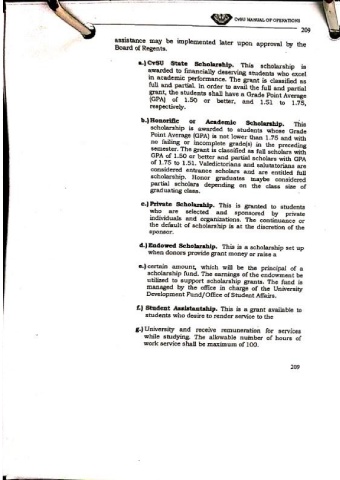 CvSU MANUAL OF OPERATIONS
209
assistance may be implemented later upon approval by the
Board of Regents.
a.) CvSU State Scholarship. This scholarship is
awarded to financially deserving students who excel
in academic performance. The grant is classified as
full and partial. In order to avail the full and partial
grant, the students shall have a Grade Point Average
(GPA) of 1.50 or better, and 1.51 to 1.75,
respectively.
b.) Honorific or Academic Scholarship. This
scholarship is awarded to students whose Grade
Point Average (GPA) is not lower than 1.75 and with
no failing or incomplete grade(s) in the preceding
semester. The grant is classified as full scholars with
GPA of 1.50 or better and partial scholars with GPA
of 1.75 to 1.51. Valedictorians and salutatorians are
considered entrance scholars and are entitled full
scholarship. Honor graduates maybe considered
partial scholars depending on the class size of
graduating class.
c.) Private Scholarship. This is granted to students
who are selected and sponsored by private
individuals and organizations. The continuance or
the default of scholarship is at the discretion of the
sponsor.
d.) Endowed Scholarship. This is a scholarship set up
when donors provide grant money or raise a
e.) certain amount, which will be the principal of a
scholarship fund. The earnings of the endowment be
utilized to support scholarship grants. The fund is
managed by the office in charge of the University
Development Fund/Office of Student Affairs.
f.) Student Assistantship. This is a grant available to
students who desire to render service to the
g.) University and receive remuneration for services
while studying. The allowable number of hours of
work service shall be maximum of 100.
209